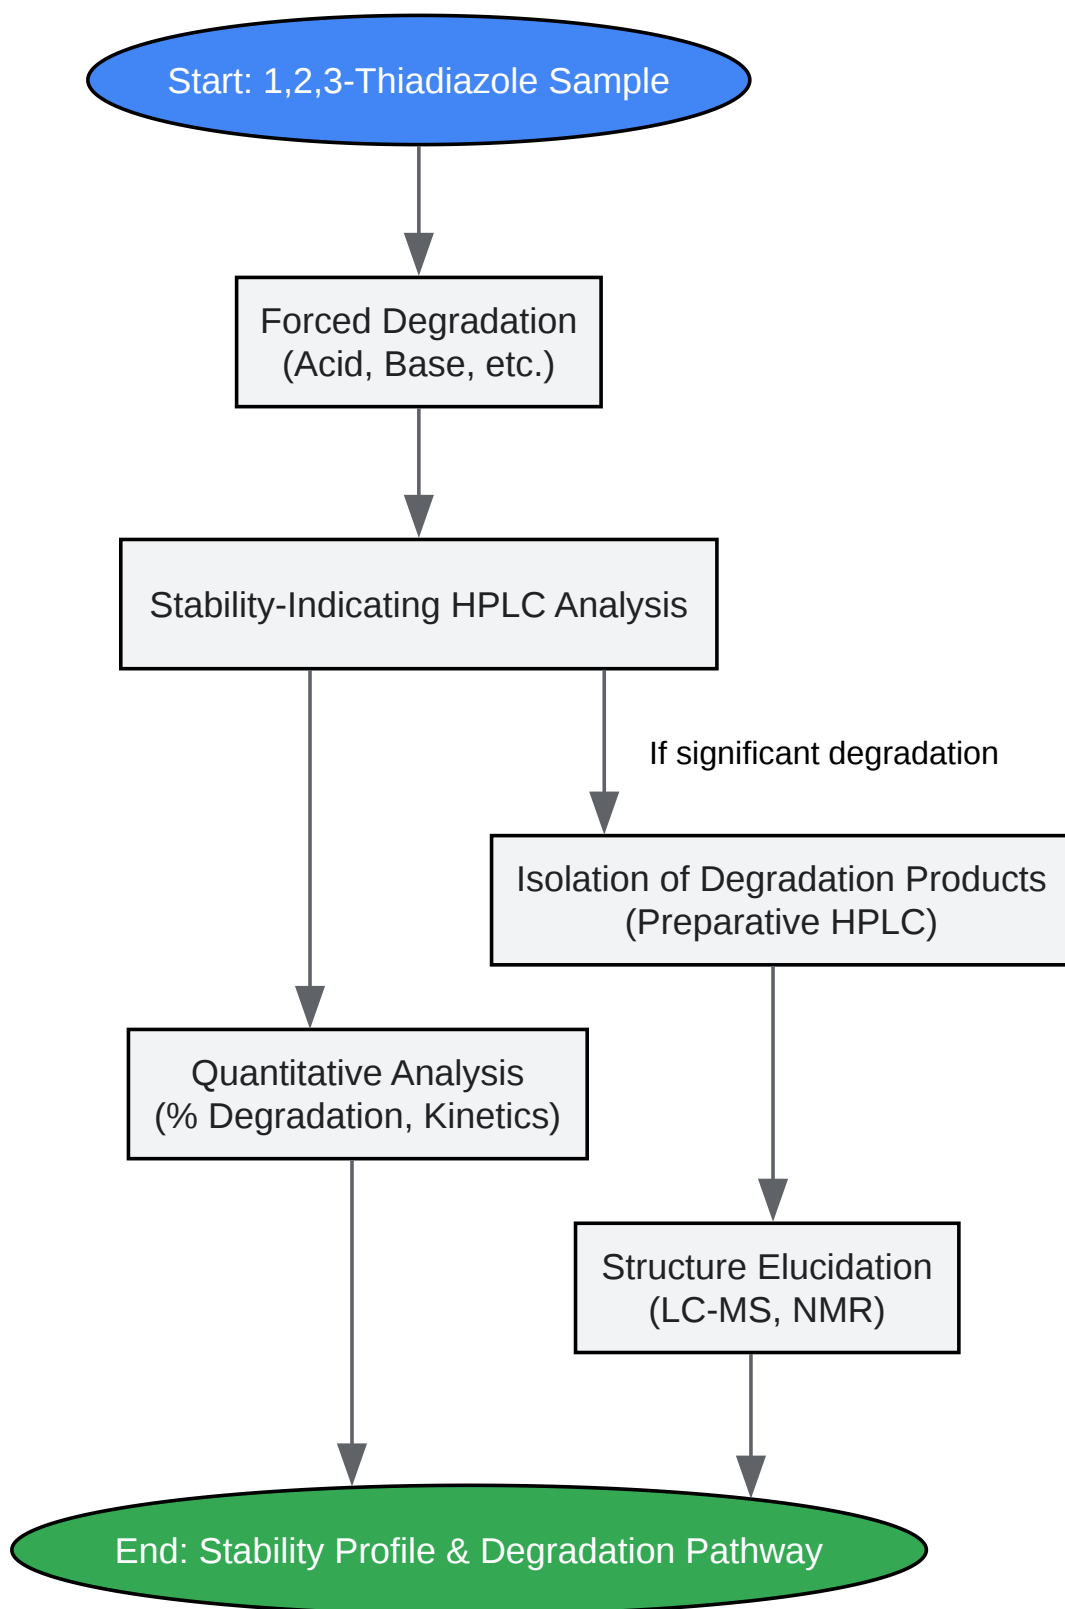 Start: 1,2,3-Thiadiazole Sample
Forced Degradation
(Acid, Base, etc.)
Stability-Indicating HPLC Analysis
If significant degradation
Isolation of Degradation Products
(Preparative HPLC)
Quantitative Analysis
(% Degradation, Kinetics)
Structure Elucidation
(LC-MS, NMR)
End: Stability Profile & Degradation Pathway